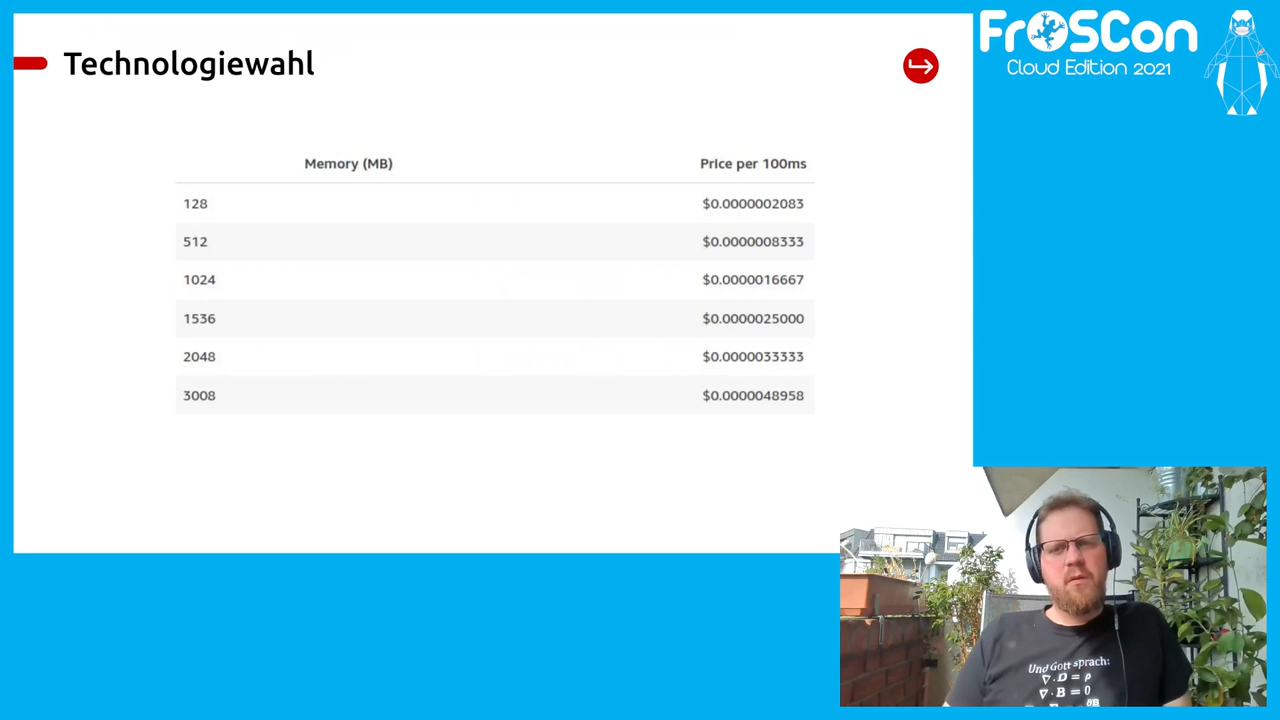 Technologiewahl
FrOSCon
Cloud Edition 2021
Memory (MB) Price per 100ms
128 $0.0000002083
512 $0.0000008333
1024 $0.0000016667
1536 $0.0000025000
2048 $0.0000033333
3008 $0.0000048958
Und Gott sprach:
∇·D = ρ
∇·B = 0